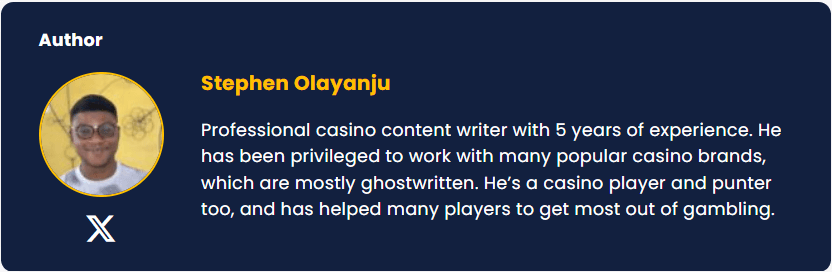 Author
Stephen Olayanju
Professional casino content writer with 5 years of experience. He
has been privileged to work with many popular casino brands,
which are mostly ghostwritten. He's a casino player and punter
too, and has helped many players to get most out of gambling.